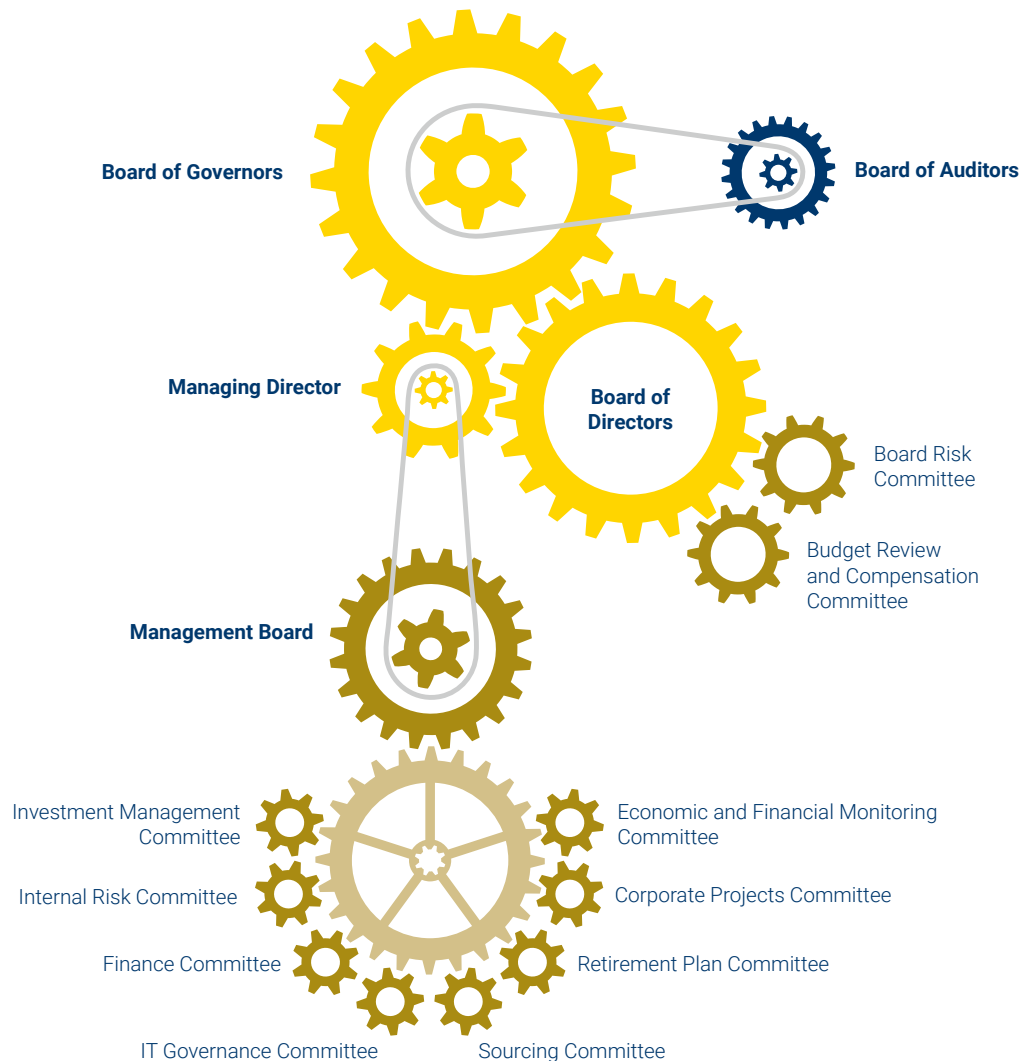 Board of Governors
Board of Auditors
Managing Director
Board of
Directors
Board Risk
Committee
Budget Review
and Compensation
Committee
Management Board
Investment Management
Committee
Economic and Financial Monitoring
Committee
Internal Risk Committee
Corporate Projects Committee
Finance Committee
Retirement Plan Committee
IT Governance Committee
Sourcing Committee